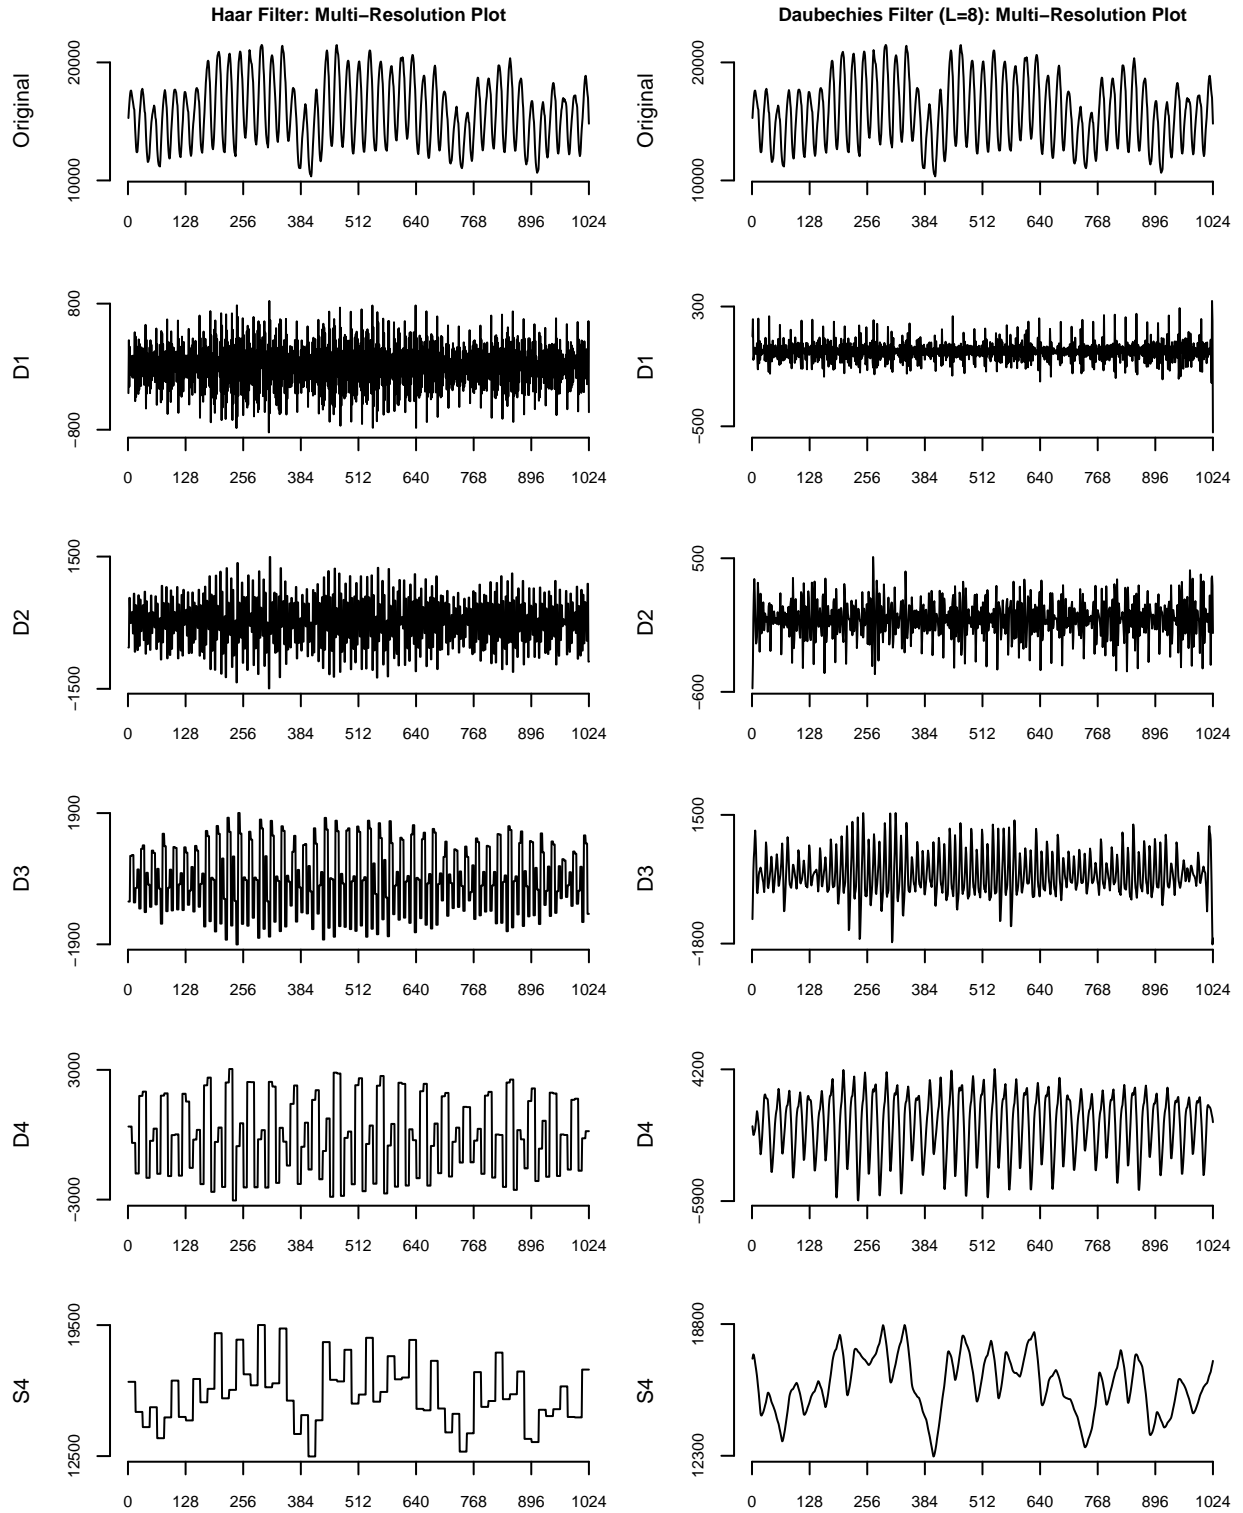 Haar Filter: Multi−Resolution Plot
Original
20000
10000
0 128 256 384 512 640 768 896 1024
D1
800
−800
0 128 256 384 512 640 768 896 1024
D2
1500
−1500
0 128 256 384 512 640 768 896 1024
D3
1900
−1900
0 128 256 384 512 640 768 896 1024
D4
3000
−3000
0 128 256 384 512 640 768 896 1024
S4
19500
12500
0 128 256 384 512 640 768 896 1024
Daubechies Filter (L=8): Multi−Resolution Plot
Original
20000
10000
0 128 256 384 512 640 768 896 1024
D1
300
−500
0 128 256 384 512 640 768 896 1024
D2
500
−600
0 128 256 384 512 640 768 896 1024
D3
1500
−1800
0 128 256 384 512 640 768 896 1024
D4
4200
−5900
0 128 256 384 512 640 768 896 1024
S4
18800
12300
0 128 256 384 512 640 768 896 1024